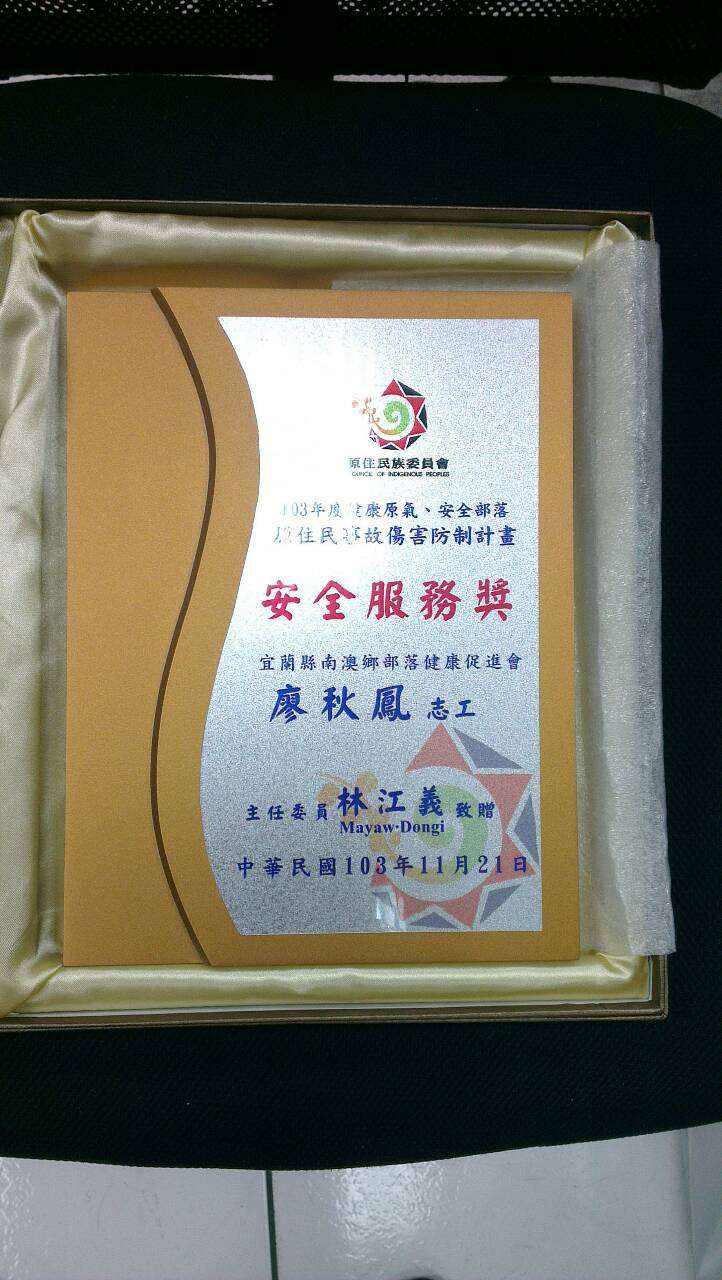 原住民族委員會
COUNCIL OF INDIGENOUS PEOPLES
103年度健康原氣、安全部落
原住民事故傷害防制計畫
安全服務獎
宜蘭縣南澳鄉部落健康促進會
廖秋鳳 志工
主任委員 林江義 致贈
Mayaw·Dongi
中華民國103年11月21日